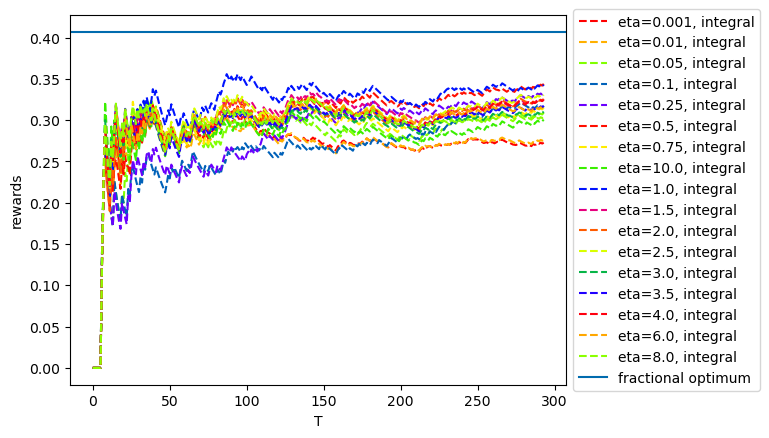 0.40
0.35
0.30
0.25
0.20
0.15
0.10
0.05
0.00
rewards
0
50
100
150
200
250
300
T
eta=0.001, integral
eta=0.01, integral
eta=0.05, integral
eta=0.1, integral
eta=0.25, integral
eta=0.5, integral
eta=0.75, integral
eta=10.0, integral
eta=1.0, integral
eta=1.5, integral
eta=2.0, integral
eta=2.5, integral
eta=3.0, integral
eta=3.5, integral
eta=4.0, integral
eta=6.0, integral
eta=8.0, integral
fractional optimum